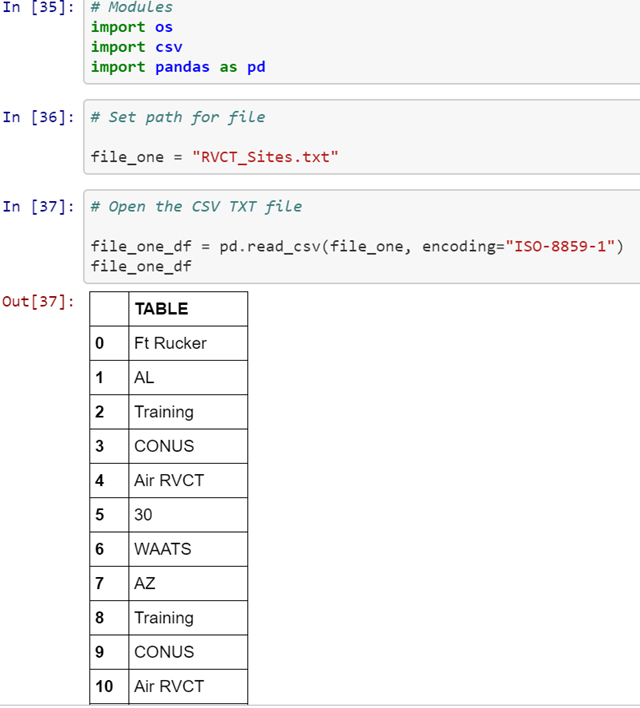 In [35]: # Modules
import os
import csv
import pandas as pd
In [36]: # Set path for file
file_one = "RVCT_Sites.txt"
In [37]: # Open the CSV TXT file
file_one_df = pd.read_csv(file_one, encoding="ISO-8859-1")
file_one_df
Out[37]:
TABLE
0 Ft Rucker
1 AL
2 Training
3 CONUS
4 Air RVCT
5 30
6 WAATS
7 AZ
8 Training
9 CONUS
10 Air RVCT